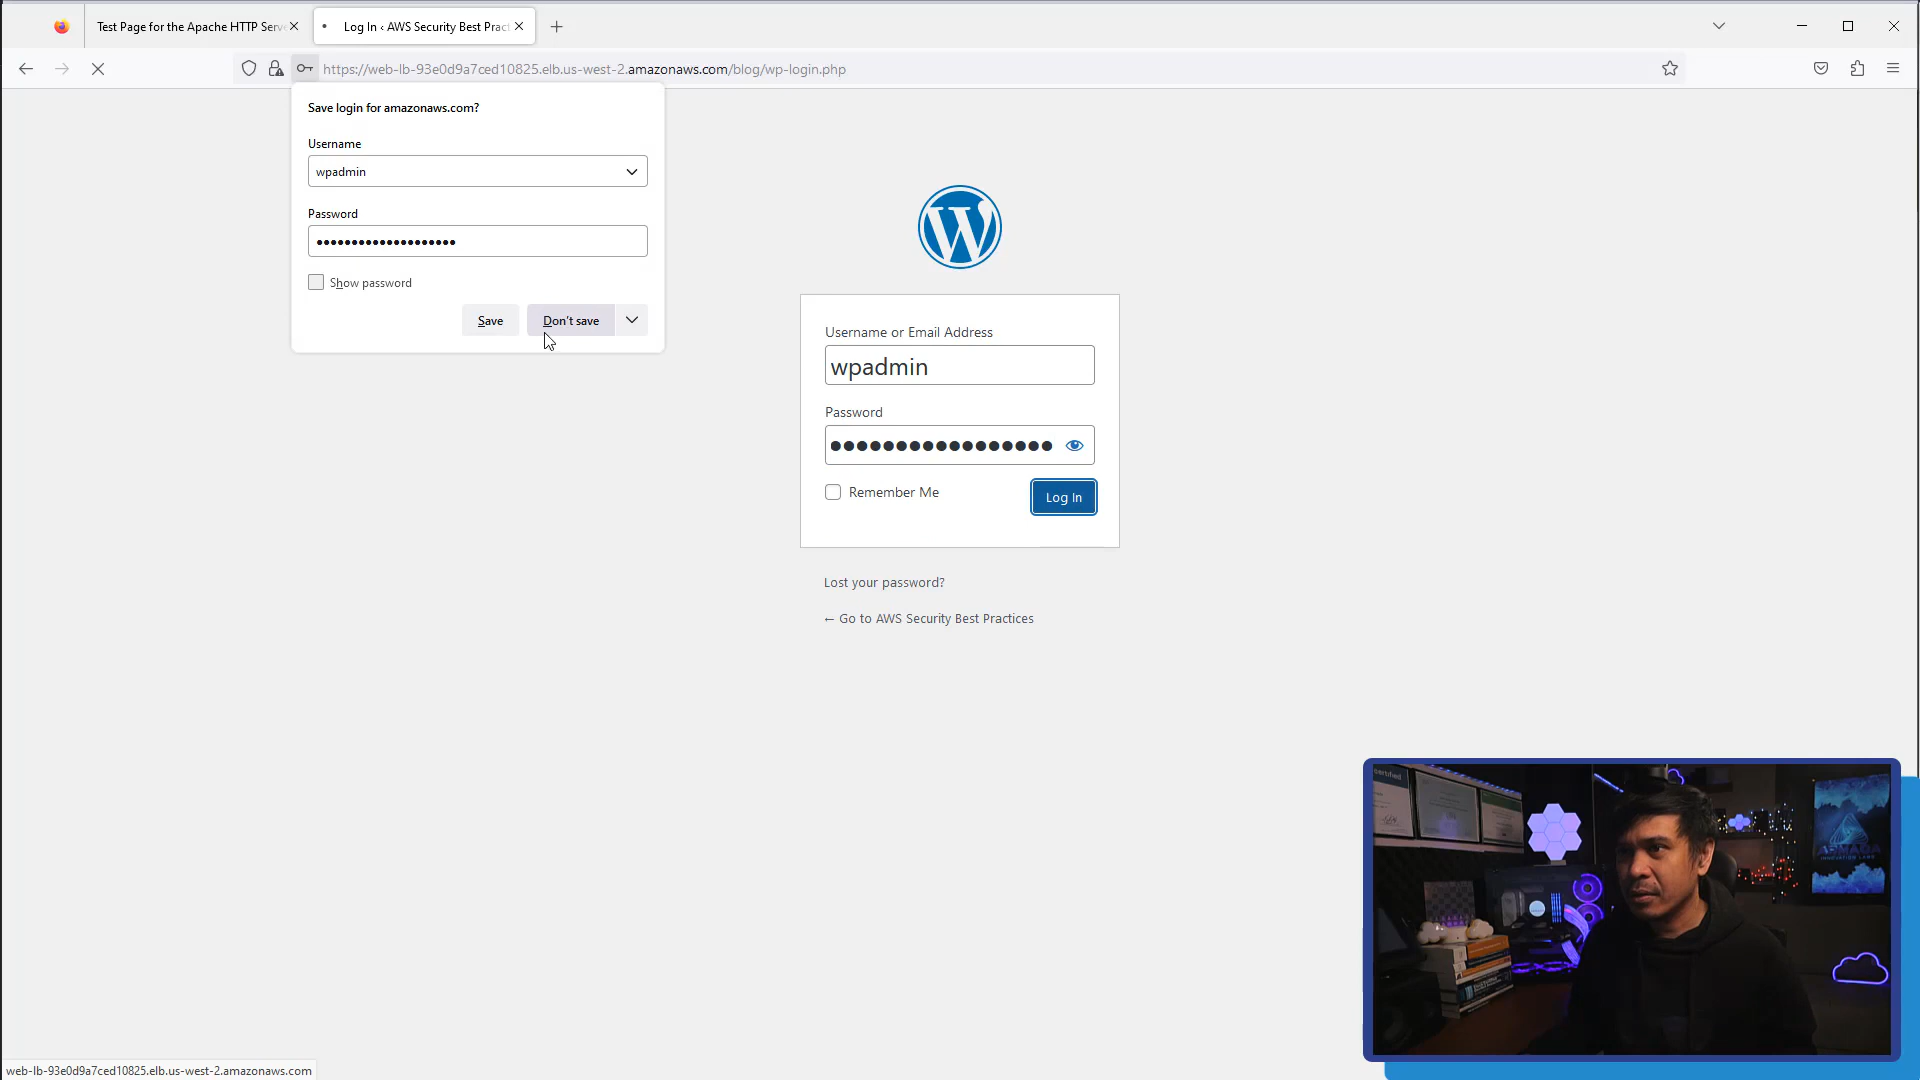 Test Page for the Apache HTTP Serve
Log In ‹ AWS Security Best Prac
https://web-lb-93e0d9a7ced10825.elb.us-west-2.amazonaws.com/blog/wp-login.php
Save login for amazonaws.com?
Username
wpadmin
Password
Show password
Save
Don't save
Username or Email Address
wpadmin
Password
Remember Me
Log In
Lost your password?
← Go to AWS Security Best Practices
web-lb-93e0d9a7ced10825.elb.us-west-2.amazonaws.com